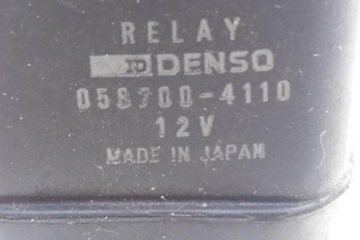 RELAY
DENSO
058700-4110
12V
MADE IN JAPAN